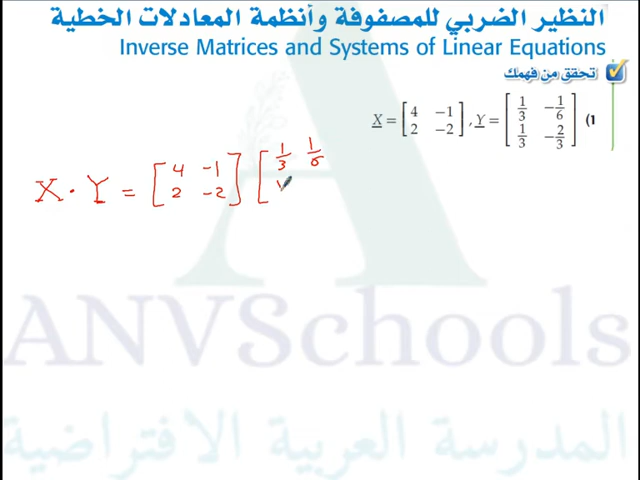 النظير الضربي للمصفوفة وأنظمة المعادلات الخطية
Inverse Matrices and Systems of Linear Equations
تحقق من فهمك
(1 X = [4 −1; 2 −2] , Y = [1/3 −1/6; 1/3 −2/3]
X · Y = [4 -1; 2 -2] [1/3 1/6
A
ANVSchools
المدرسة العربية الافتراضية